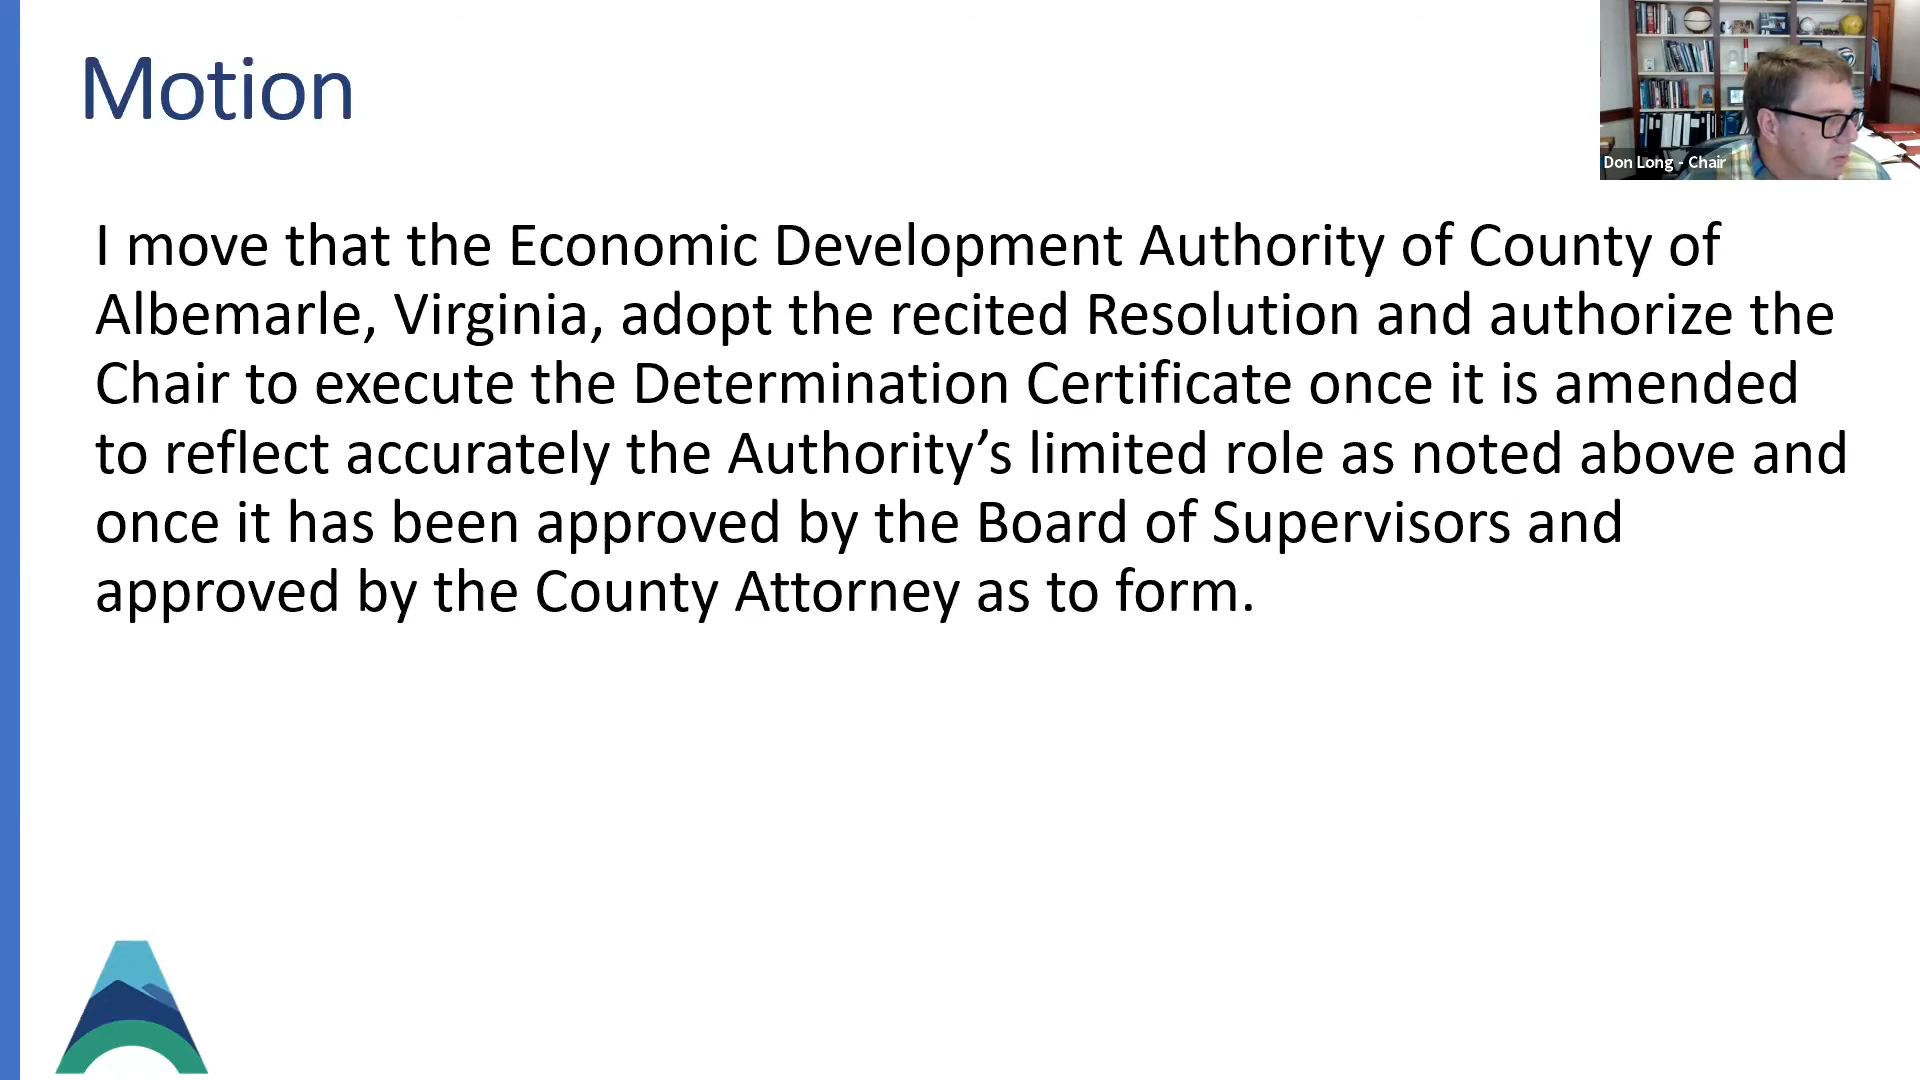 Motion
Don Long - Chair
I move that the Economic Development Authority of County of
Albemarle, Virginia, adopt the recited Resolution and authorize the
Chair to execute the Determination Certificate once it is amended
to reflect accurately the Authority’s limited role as noted above and
once it has been approved by the Board of Supervisors and
approved by the County Attorney as to form.